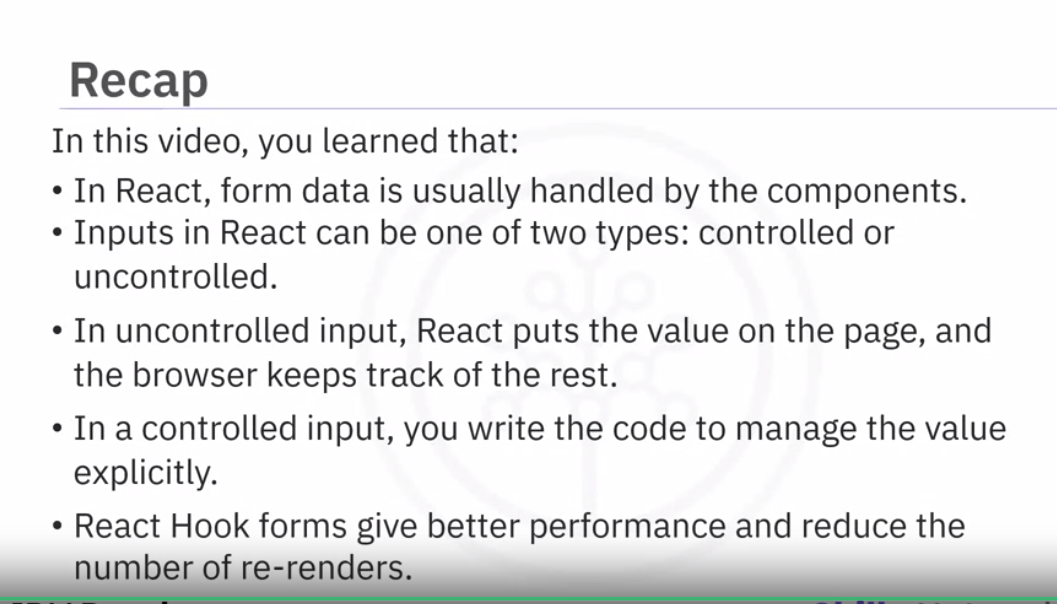 Recap
In this video, you learned that:
• In React, form data is usually handled by the components.
• Inputs in React can be one of two types: controlled or
uncontrolled.
• In uncontrolled input, React puts the value on the page, and
the browser keeps track of the rest.
• In a controlled input, you write the code to manage the value
explicitly.
• React Hook forms give better performance and reduce the
number of re-renders.